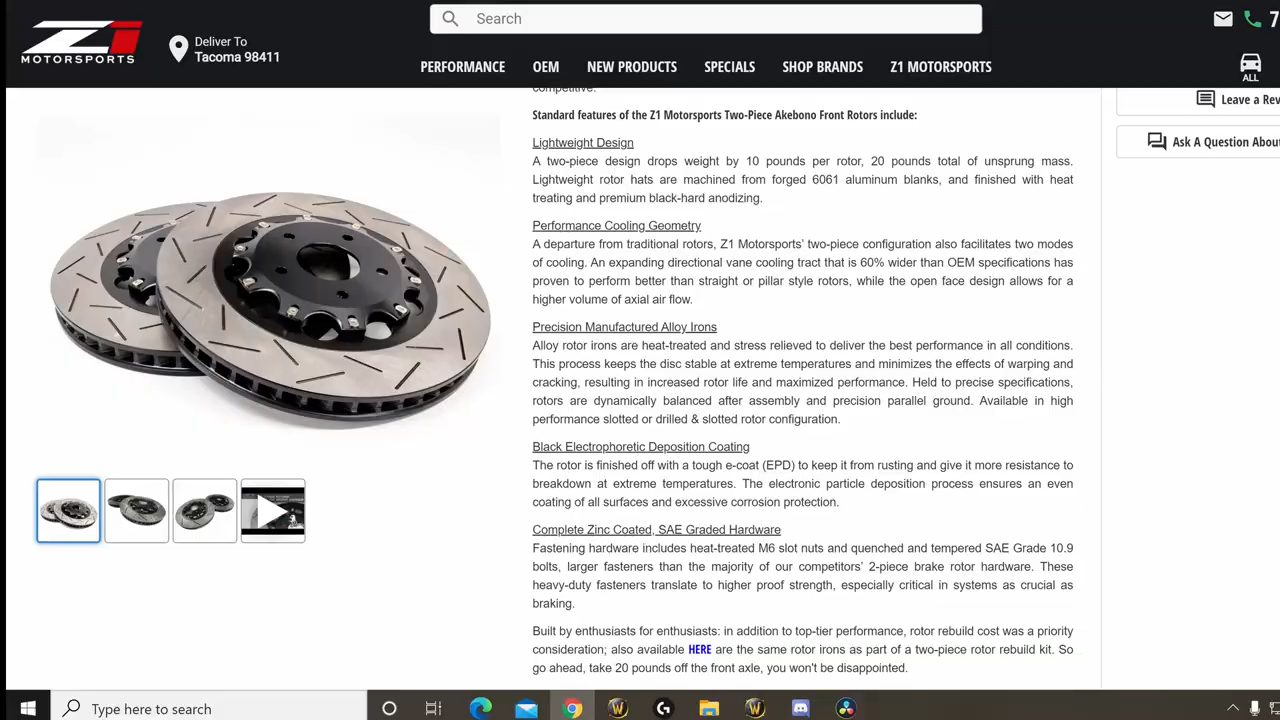 Z1
MOTORSPORTS
Deliver To
Tacoma 98411
Search
7
PERFORMANCE
OEM
NEW PRODUCTS
SPECIALS
SHOP BRANDS
Z1 MOTORSPORTS
ALL
competitive.
Standard features of the Z1 Motorsports Two-Piece Akebono Front Rotors include:
Lightweight Design
A two-piece design drops weight by 10 pounds per rotor, 20 pounds total of unsprung mass.
Lightweight rotor hats are machined from forged 6061 aluminum blanks, and finished with heat
treating and premium black-hard anodizing.
Performance Cooling Geometry
A departure from traditional rotors, Z1 Motorsports' two-piece configuration also facilitates two modes
of cooling. An expanding directional vane cooling tract that is 60% wider than OEM specifications has
proven to perform better than straight or pillar style rotors, while the open face design allows for a
higher volume of axial air flow.
Precision Manufactured Alloy Irons
Alloy rotor irons are heat-treated and stress relieved to deliver the best performance in all conditions.
This process keeps the disc stable at extreme temperatures and minimizes the effects of warping and
cracking, resulting in increased rotor life and maximized performance. Held to precise specifications,
rotors are dynamically balanced after assembly and precision parallel ground. Available in high
performance slotted or drilled & slotted rotor configuration.
Black Electrophoretic Deposition Coating
The rotor is finished off with a tough e-coat (EPD) to keep it from rusting and give it more resistance to
breakdown at extreme temperatures. The electronic particle deposition process ensures an even
coating of all surfaces and excessive corrosion protection.
Complete Zinc Coated, SAE Graded Hardware
Fastening hardware includes heat-treated M6 slot nuts and quenched and tempered SAE Grade 10.9
bolts, larger fasteners than the majority of our competitors' 2-piece brake rotor hardware. These
heavy-duty fasteners translate to higher proof strength, especially critical in systems as crucial as
braking.
Built by enthusiasts for enthusiasts: in addition to top-tier performance, rotor rebuild cost was a priority
consideration; also available HERE are the same rotor irons as part of a two-piece rotor rebuild kit. So
go ahead, take 20 pounds off the front axle, you won't be disappointed.
Leave a Rev
Ask A Question Abou
Type here to search